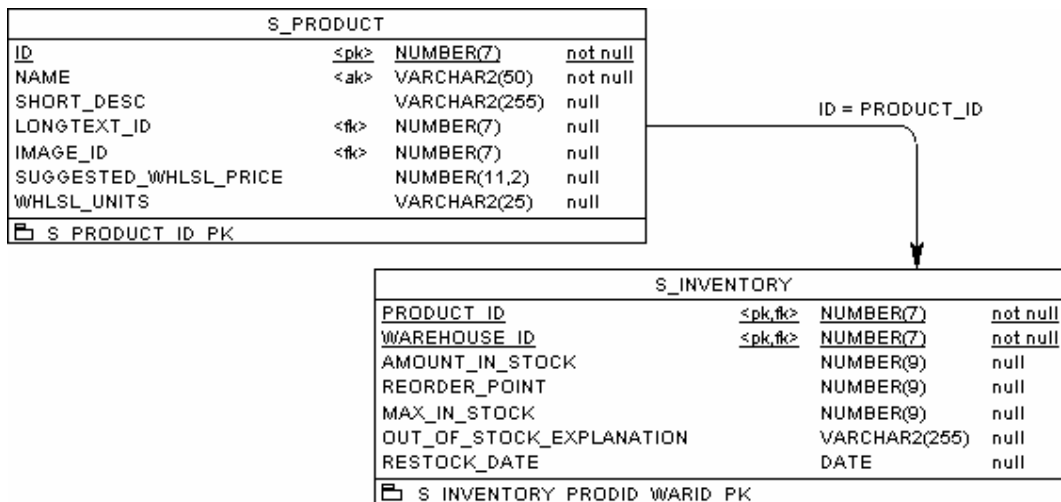 S_PRODUCT
ID <pk> NUMBER(7) not null
NAME <ak> VARCHAR2(50) not null
SHORT_DESC VARCHAR2(255) null
LONGTEXT_ID <fk> NUMBER(7) null
IMAGE_ID <fk> NUMBER(7) null
SUGGESTED_WHLSL_PRICE NUMBER(11,2) null
WHLSL_UNITS VARCHAR2(25) null
S_PRODUCT_ID_PK
ID = PRODUCT_ID
S_INVENTORY
PRODUCT_ID <pk,fk> NUMBER(7) not null
WAREHOUSE_ID <pk,fk> NUMBER(7) not null
AMOUNT_IN_STOCK NUMBER(9) null
REORDER_POINT NUMBER(9) null
MAX_IN_STOCK NUMBER(9) null
OUT_OF_STOCK_EXPLANATION VARCHAR2(255) null
RESTOCK_DATE DATE null
S_INVENTORY_PRODID_WARID_PK